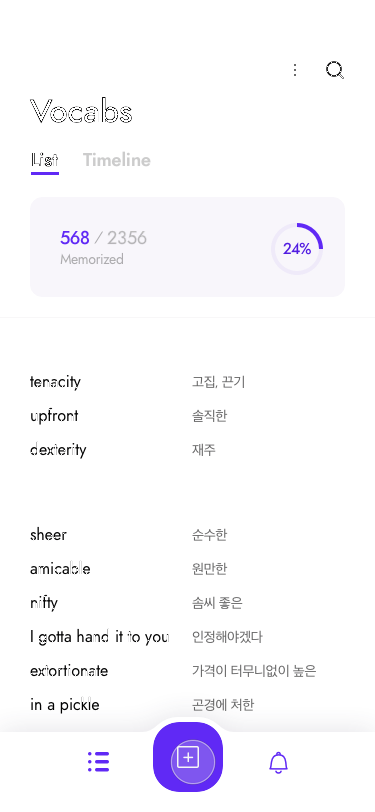 Vocabs
List Timeline
568 / 2356
Memorized
24%
tenacity 고집, 끈기
upfront 솔직한
dexterity 재주
sheer 순수한
amicable 원만한
nifty 솜씨 좋은
I gotta hand it to you 인정해야겠다
extortionate 가격이 터무니없이 높은
in a pickle 곤경에 처한